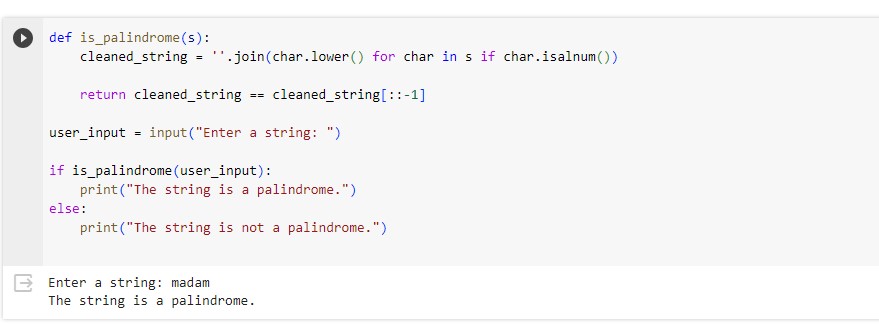 def is_palindrome(s):
    cleaned_string = ''.join(char.lower() for char in s if char.isalnum())
    return cleaned_string == cleaned_string[::-1]
user_input = input("Enter a string: ")
if is_palindrome(user_input):
    print("The string is a palindrome.")
else:
    print("The string is not a palindrome.")
Enter a string: madam
The string is a palindrome.